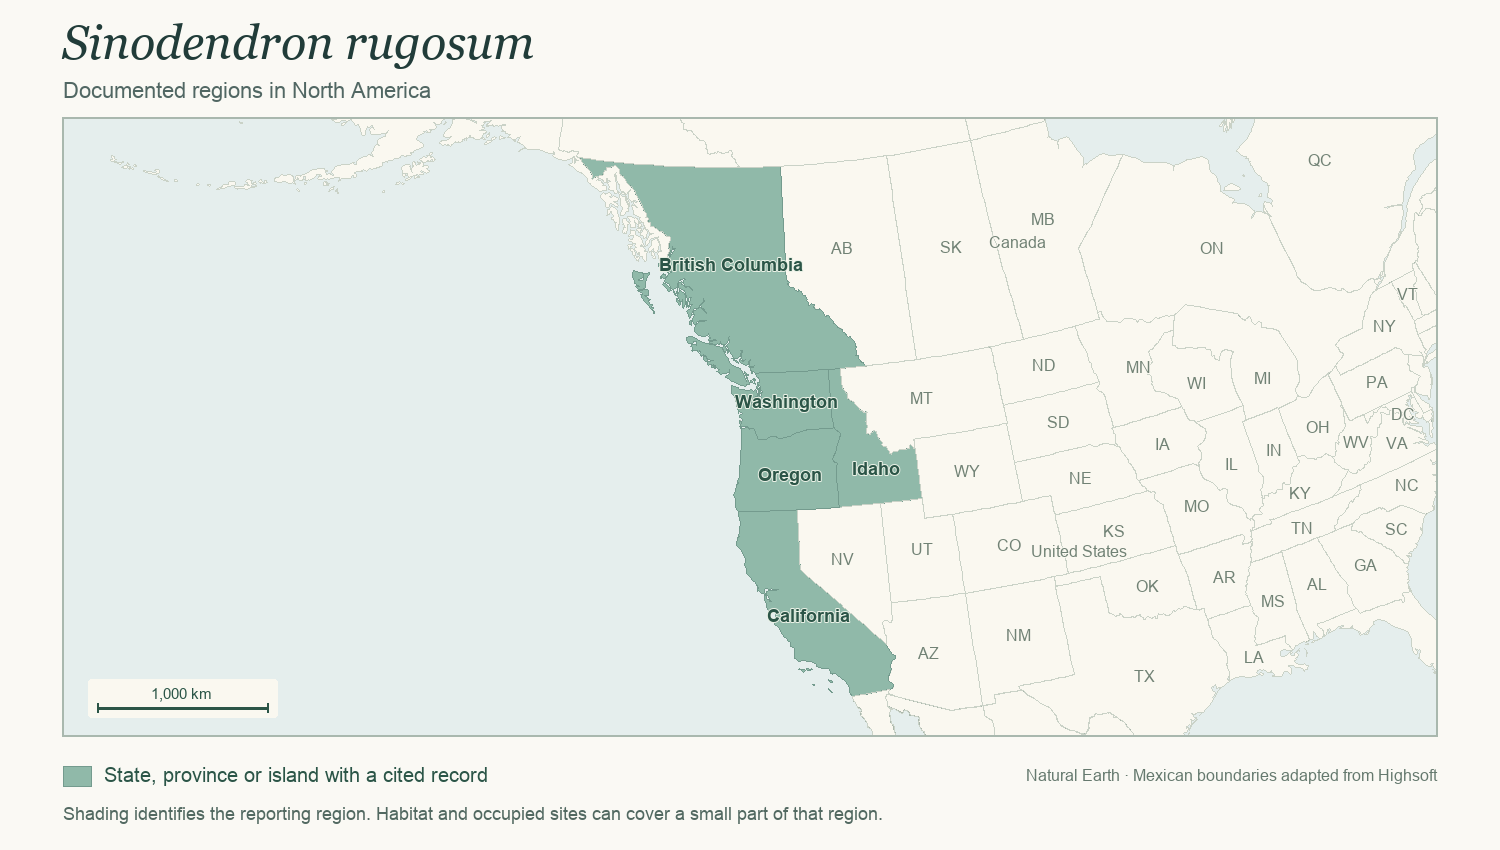 Sinodendron rugosum
Documented regions in North America
QC
MB
Canada
AB
SK
ON
British Columbia
VT
NY
ND
MN
WI
MI
PA
MT
Washington
SD
DC
OH
WV
VA
IA
IN
IL
Idaho
Oregon
WY
NE
KY
NC
MO
TN
SC
KS
United States
CO
UT
NV
GA
AR
AL
OK
MS
California
NM
AZ
LA
TX
1,000 km
State, province or island with a cited record
Natural Earth · Mexican boundaries adapted from Highsoft
Shading identifies the reporting region. Habitat and occupied sites can cover a small part of that region.